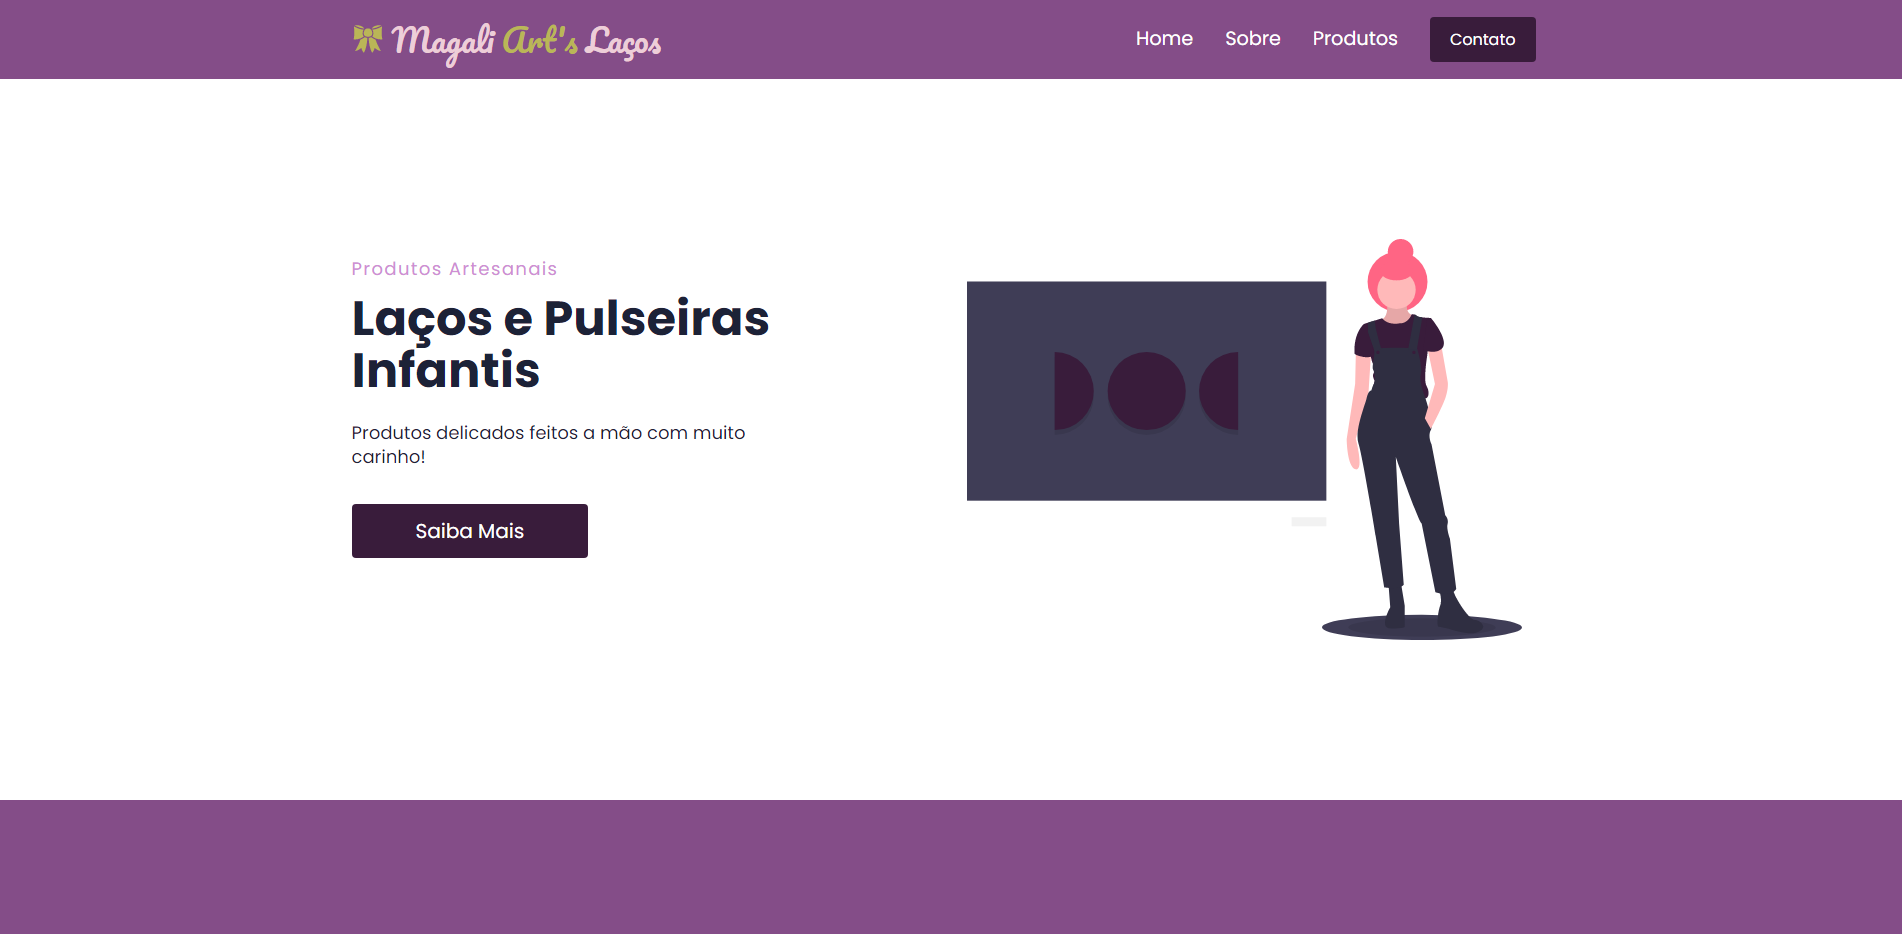 Magali Art's Laços
Home
Sobre
Produtos
Contato
Produtos Artesanais
Laços e Pulseiras
Infantis
Produtos delicados feitos a mão com muito
carinho!
Saiba Mais